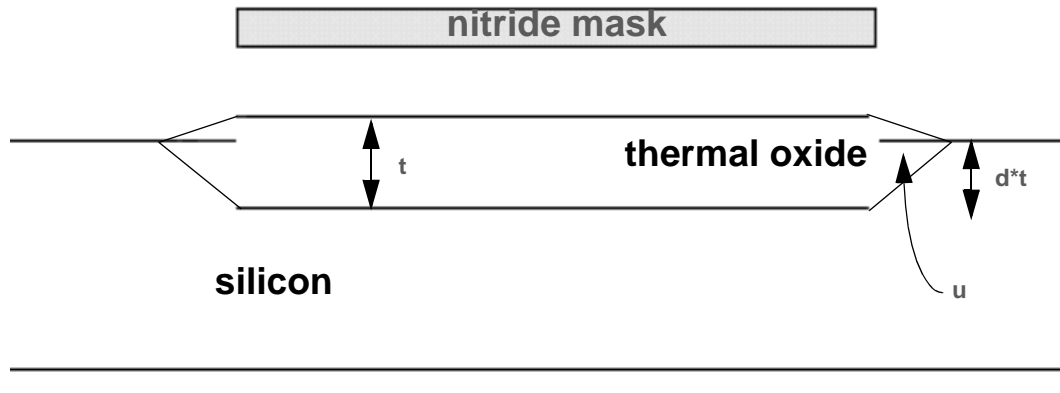 nitride mask
thermal oxide
t
d*t
silicon
u